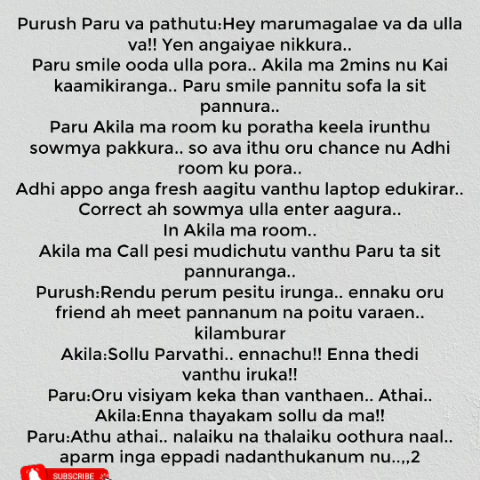 Purush Paru va pathutu:Hey marumagalae va da ulla
va!! Yen angaiyae nikkura..
Paru smile ooda ulla pora.. Akila ma 2mins nu Kai
kaamikiranga.. Paru smile pannitu sofa la sit
pannura..
Paru Akila ma room ku poratha keela irunthu
sowmya pakkura.. so ava ithu oru chance nu Adhi
room ku pora..
Adhi appo anga fresh aagitu vanthu laptop edukirar..
Correct ah sowmya ulla enter aagura..
In Akila ma room..
Akila ma Call pesi mudichutu vanthu Paru ta sit
pannuranga..
Purush:Rendu perum pesitu irunga.. ennaku oru
friend ah meet pannanum na poitu varaen..
kilamburar
Akila:Sollu Parvathi.. ennachu!! Enna thedi
vanthu iruka!!
Paru:Oru visiyam keka than vanthaen.. Athai..
Akila:Enna thayakam sollu da ma!!
Paru:Athu athai.. nalaiku na thalaiku oothura naal..
aparm inga eppadi nadanthukanum nu..,,2
SUBSCRIBE